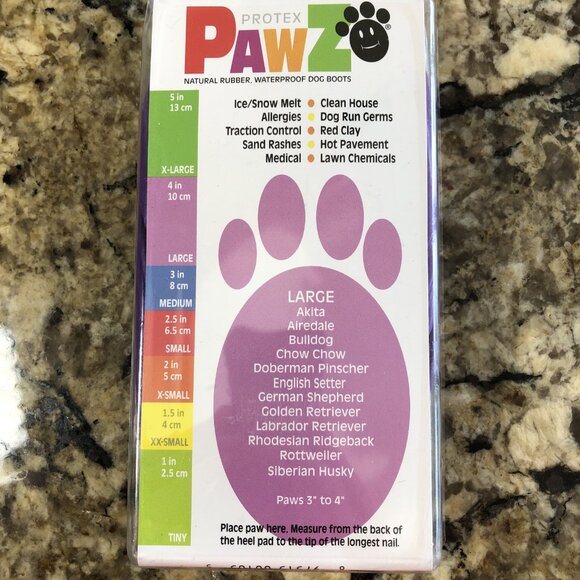 PROTEX
PAWZ
®
NATURAL RUBBER, WATERPROOF DOG BOOTS
Ice/Snow Melt • Clean House
Allergies • Dog Run Germs
Traction Control • Red Clay
Sand Rashes • Hot Pavement
Medical • Lawn Chemicals
5 in
13 cm
X-LARGE
4 in
10 cm
LARGE
3 in
8 cm
MEDIUM
2.5 in
6.5 cm
SMALL
2 in
5 cm
X-SMALL
1.5 in
4 cm
XX-SMALL
1 in
2.5 cm
TINY
LARGE
Akita
Airedale
Bulldog
Chow Chow
Doberman Pinscher
English Setter
German Shepherd
Golden Retriever
Labrador Retriever
Rhodesian Ridgeback
Rottweiler
Siberian Husky
Paws 3" to 4"
Place paw here. Measure from the back of
the heel pad to the tip of the longest nail.